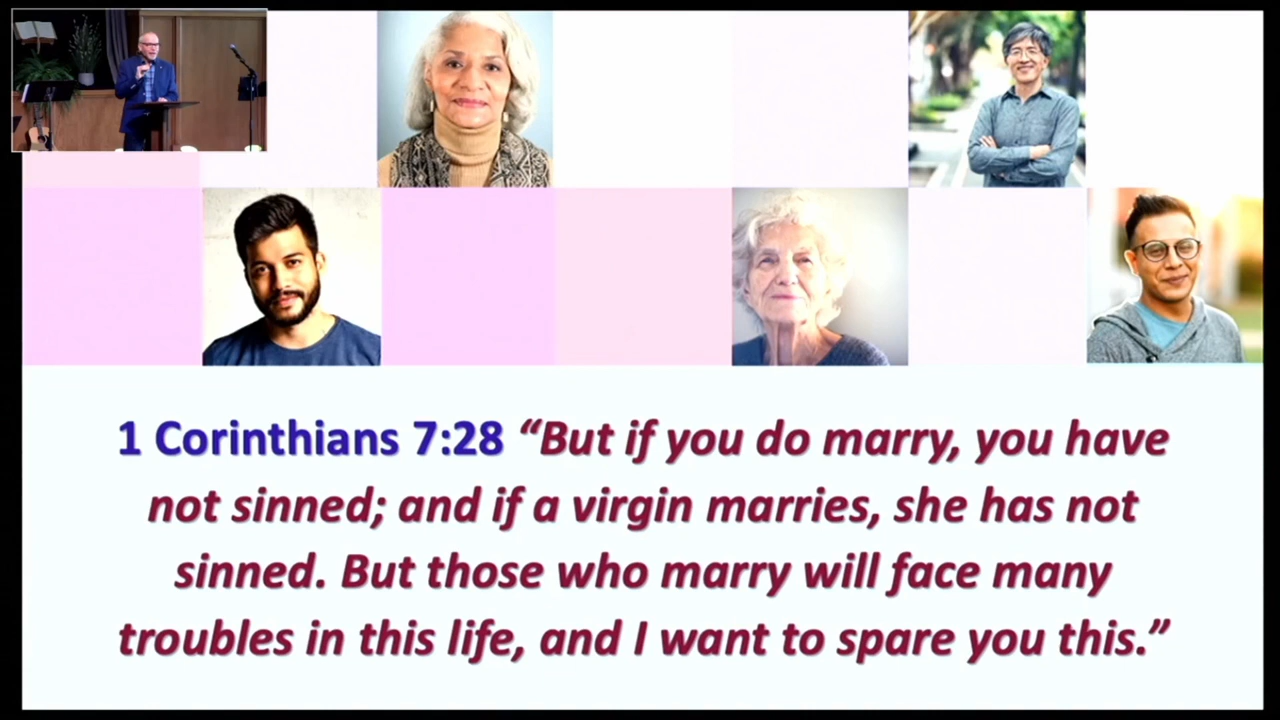 1 Corinthians 7:28 “But if you do marry, you have
not sinned; and if a virgin marries, she has not
sinned. But those who marry will face many
troubles in this life, and I want to spare you this.”